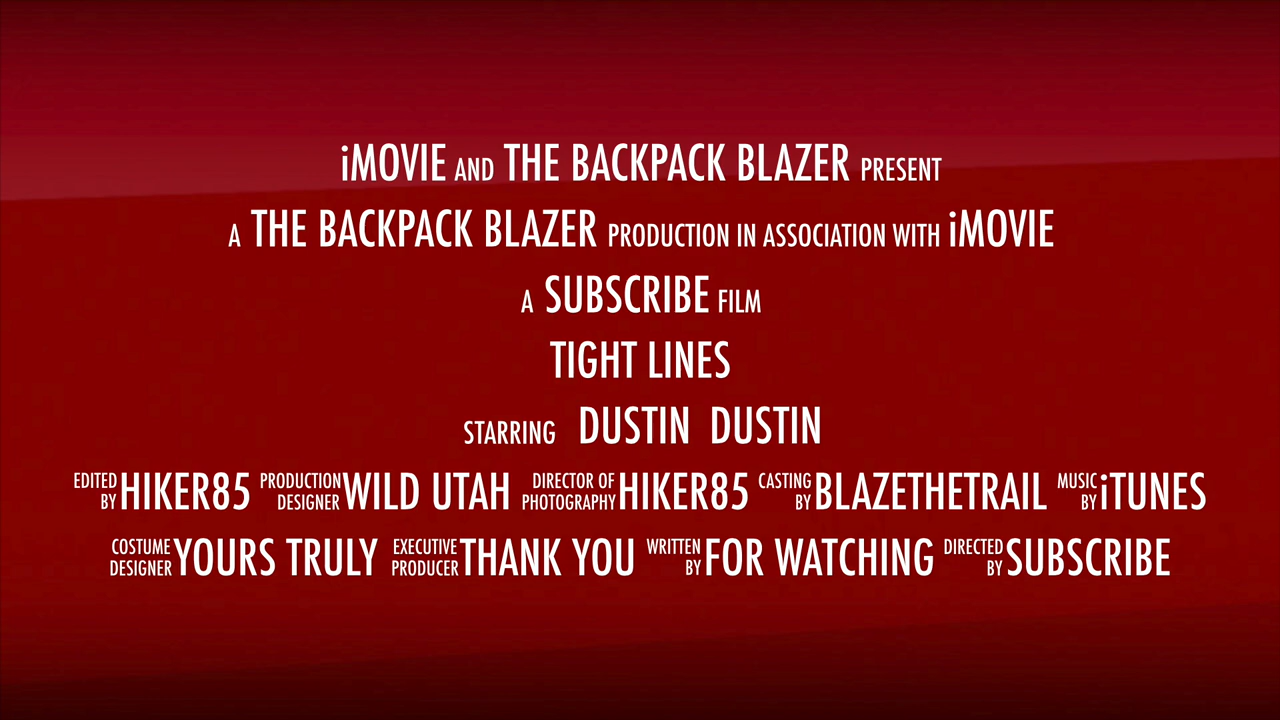 iMOVIE AND THE BACKPACK BLAZER PRESENT
A THE BACKPACK BLAZER PRODUCTION IN ASSOCIATION WITH iMOVIE
A SUBSCRIBE FILM
TIGHT LINES
STARRING DUSTIN DUSTIN
EDITED BY HIKER85 PRODUCTION DESIGNER WILD UTAH DIRECTOR OF PHOTOGRAPHY HIKER85 CASTING BY BLAZETHETRAIL MUSIC BY iTUNES
COSTUME DESIGNER YOURS TRULY EXECUTIVE PRODUCER THANK YOU WRITTEN BY FOR WATCHING DIRECTED BY SUBSCRIBE